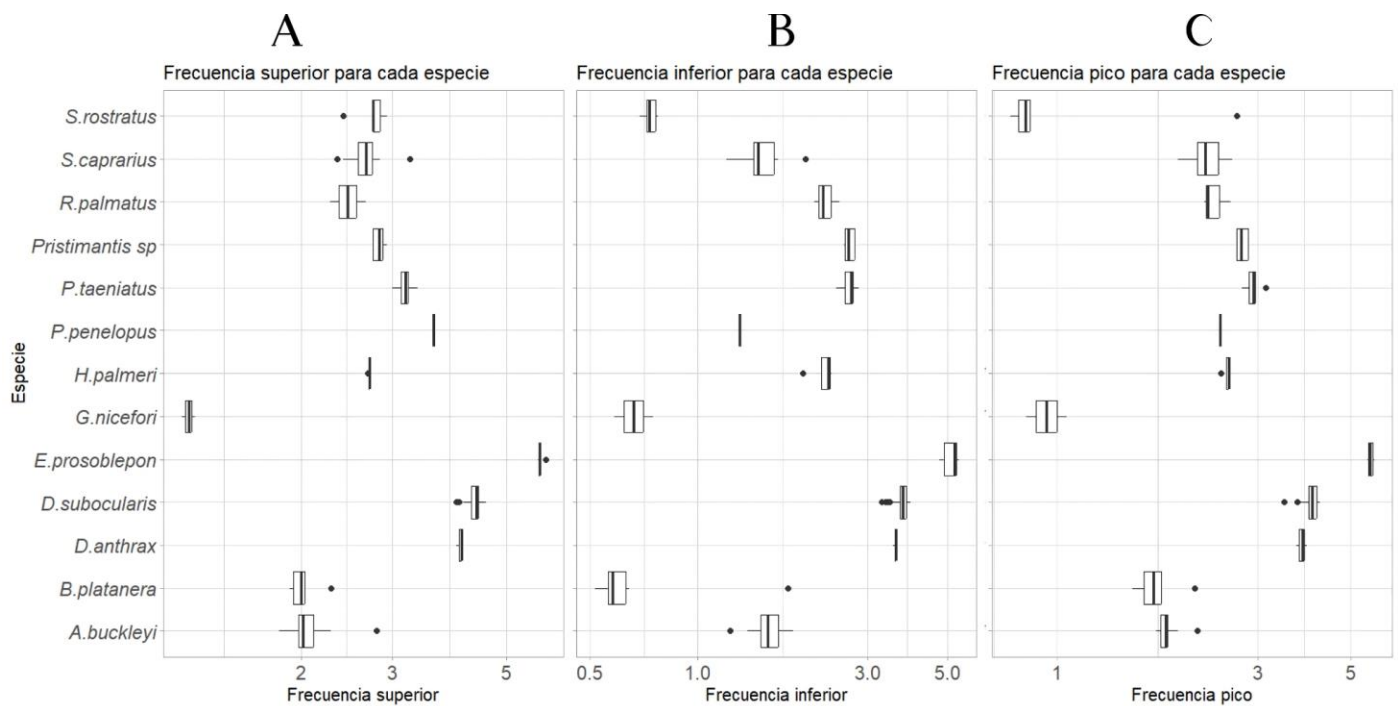 A B C
Frecuencia superior para cada especie Frecuencia inferior para cada especie Frecuencia pico para cada especie
S.rostratus
S.caprarius
R.palmatus
Pristimantis sp
P.taeniatus
P.penelopus
H.palmeri
G.nicefori
E.prosoblepon
D.subocularis
D.anthrax
B.platanera
A.buckleyi
Especie
2 3 5 0.5 1.0 3.0 5.0 1 3 5
Frecuencia superior Frecuencia inferior Frecuencia pico